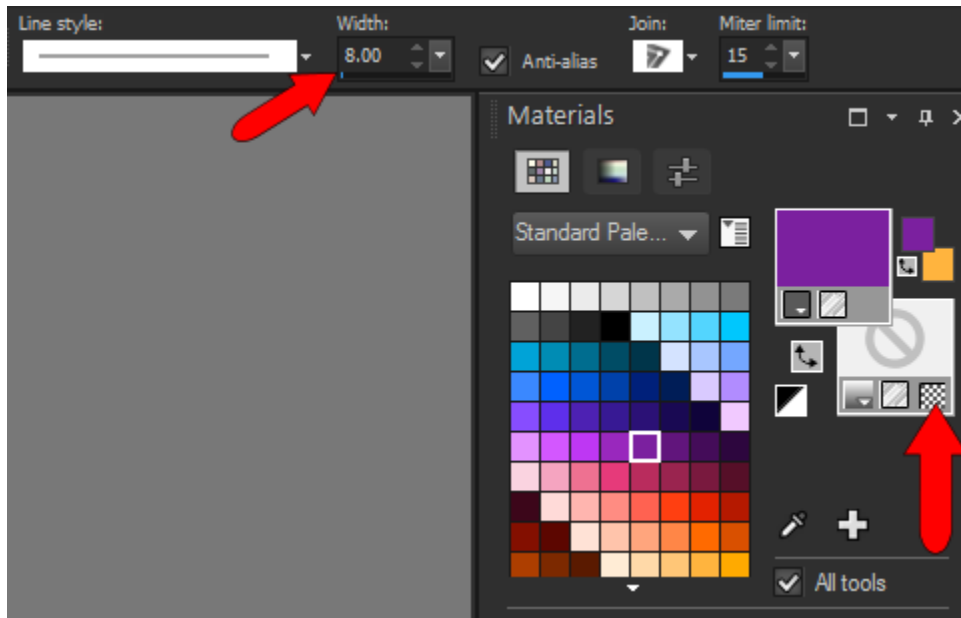 Line style:
Width:
Join:
Miter limit:
8.00
Anti-alias
15
Materials
Standard Pale...
All tools